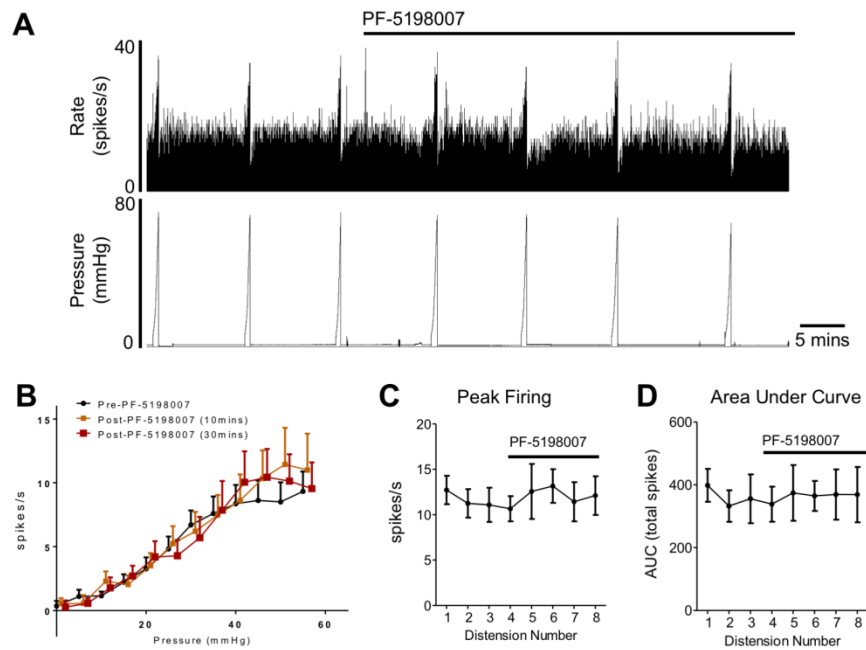 A
PF-5198007
40
Rate
(spikes/s)
0
80
Pressure
(mmHg)
0
5 mins
B
Pre-PF-5198007
Post-PF-5198007 (10mins)
Post-PF-5198007 (30mins)
15
10
5
0
spikes/s
20
40
60
Pressure (mmHg)
C
Peak Firing
PF-5198007
20
15
10
5
0
spikes/s
1 2 3 4 5 6 7 8
Distension Number
D
Area Under Curve
PF-5198007
600
400
200
0
AUC (total spikes)
1 2 3 4 5 6 7 8
Distension Number